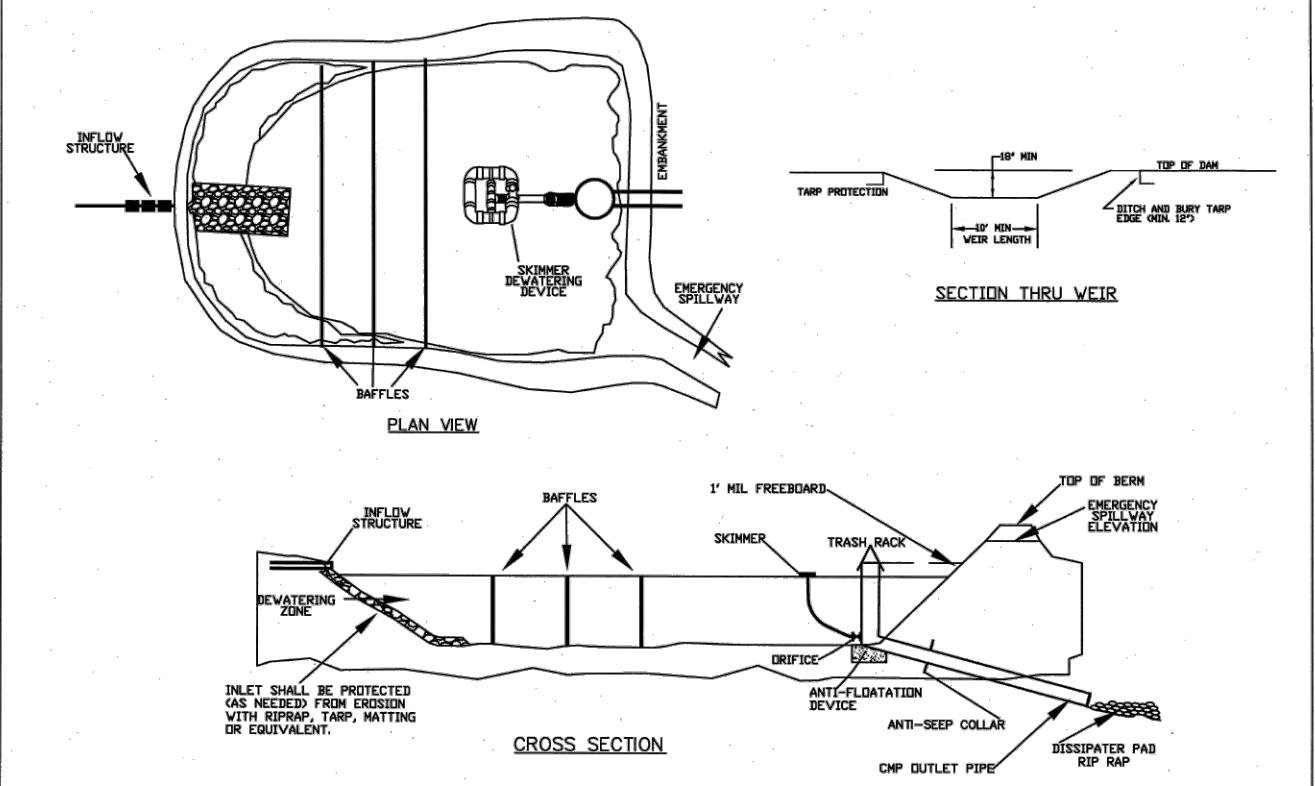 INFLOW
STRUCTURE
EMBANKMENT
SKIMMER
DEWATERING
DEVICE
EMERGENCY
SPILLWAY
BAFFLES
PLAN VIEW
18" MIN
TOP OF DAM
TARP PROTECTION
DITCH AND BURY TARP
EDGE (MIN. 12")
10' MIN
WEIR LENGTH
SECTION THRU WEIR
BAFFLES
INFLOW
STRUCTURE
1' MIL FREEBOARD
TOP OF BERM
EMERGENCY
SPILLWAY
ELEVATION
SKIMMER
TRASH RACK
DEWATERING
ZONE
ORIFICE
INLET SHALL BE PROTECTED
(AS NEEDED) FROM EROSION
WITH RIPRAP, TARP, MATTING
OR EQUIVALENT.
ANTI-FLOATATION
DEVICE
ANTI-SEEP COLLAR
CMP OUTLET PIPE
DISSIPATER PAD
RIP RAP
CROSS SECTION